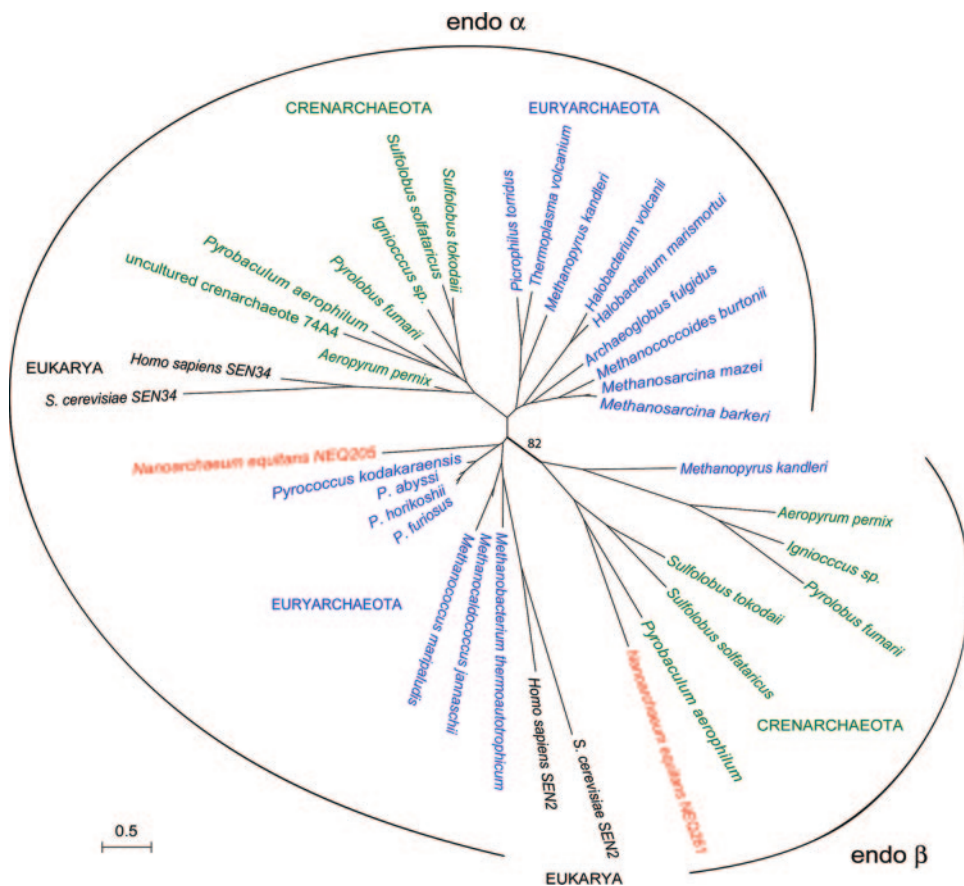 endo α
CRENARCHAEOTA
EURYARCHAEOTA
Sulfolobus solfataricus
Sulfolobus tokodaii
Igniocccus sp.
Pyrolobus fumarii
Pyrobaculum aerophilum
uncultured crenarchaeote 74A4
Aeropyrum pernix
Picrophilus torridus
Thermoplasma volcanium
Methanopyrus kandleri
Halobacterium volcanii
Halobacterium marismortui
Archaeoglobus fulgidus
Methanococcoides burtonii
Methanosarcina mazei
Methanosarcina barkeri
EUKARYA
Homo sapiens SEN34
S. cerevisiae SEN34
82
Nanoarchaeum equitans NEQ205
Pyrococcus kodakaraensis
P. abyssi
P. horikoshii
P. furiosus
EURYARCHAEOTA
Methanococcus maripaludis
Methanocaldococcus jannaschii
Methanobacterium thermoautotrophicum
Homo sapiens SEN2
S. cerevisiae SEN2
Methanopyrus kandleri
Aeropyrum pernix
Igniocccus sp.
Pyrolobus fumarii
Sulfolobus tokodaii
Sulfolobus solfataricus
Pyrobaculum aerophilum
Nanoarchaeum equitans NEQ261
CRENARCHAEOTA
0.5
EUKARYA
endo β